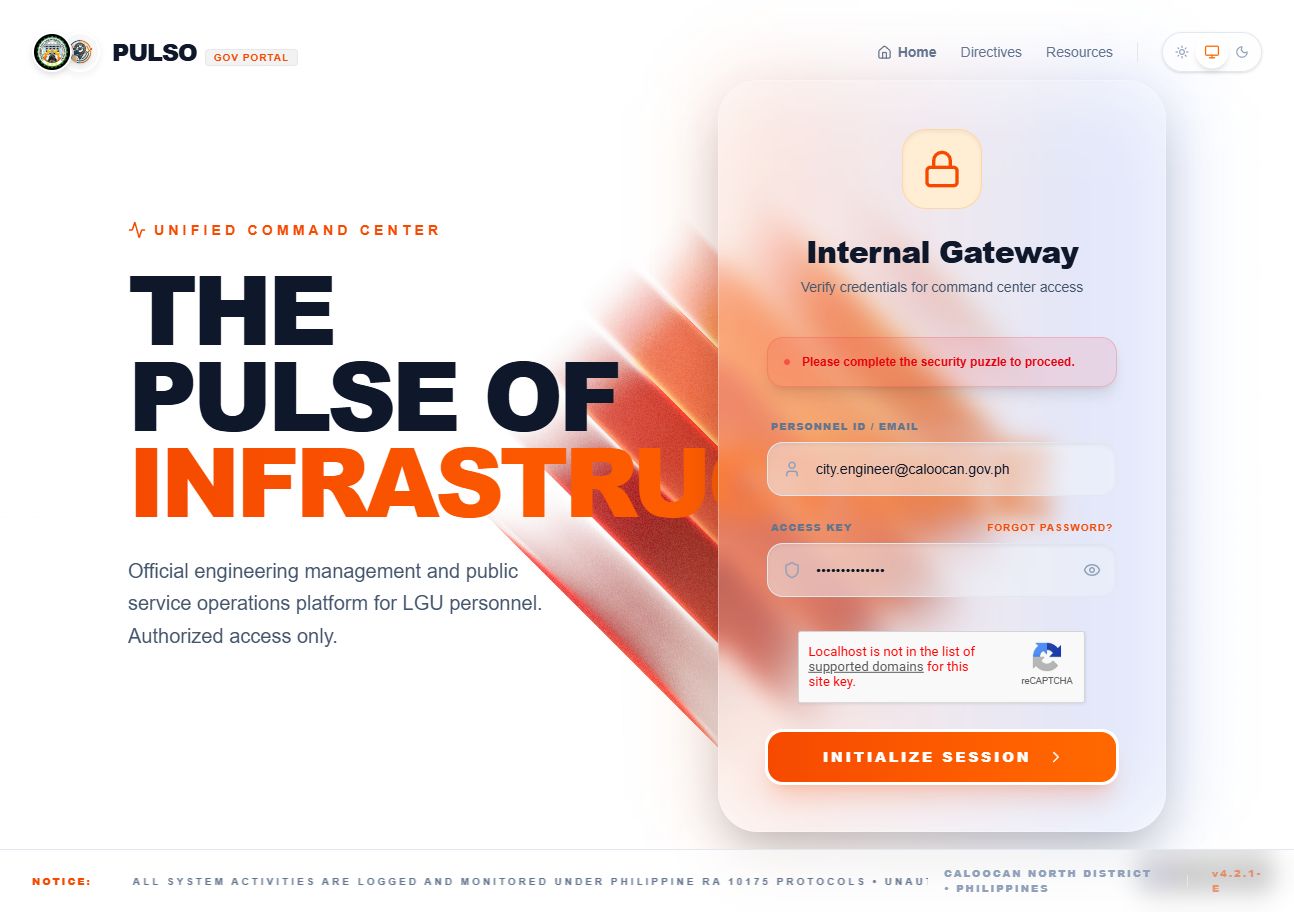 PULSO
GOV PORTAL
Home
Directives
Resources
UNIFIED COMMAND CENTER
THE
PULSE OF
INFRASTRU
Official engineering management and public
service operations platform for LGU personnel.
Authorized access only.
Internal Gateway
Verify credentials for command center access
Please complete the security puzzle to proceed.
PERSONNEL ID / EMAIL
city.engineer@caloocan.gov.ph
ACCESS KEY
FORGOT PASSWORD?
••••••••••••••
Localhost is not in the list of
supported domains for this
site key.
reCAPTCHA
INITIALIZE SESSION
NOTICE:
ALL SYSTEM ACTIVITIES ARE LOGGED AND MONITORED UNDER PHILIPPINE RA 10175 PROTOCOLS • UNAU
CALOOCAN NORTH DISTRICT
• PHILIPPINES
v4.2.1-
E